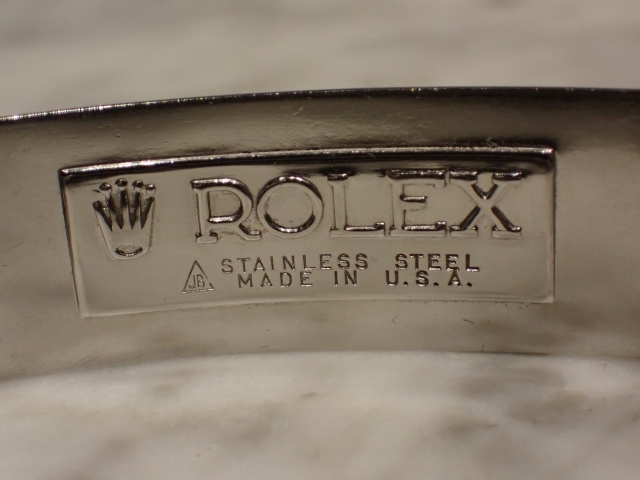 ROLEX
JB STAINLESS STEEL
MADE IN U.S.A.